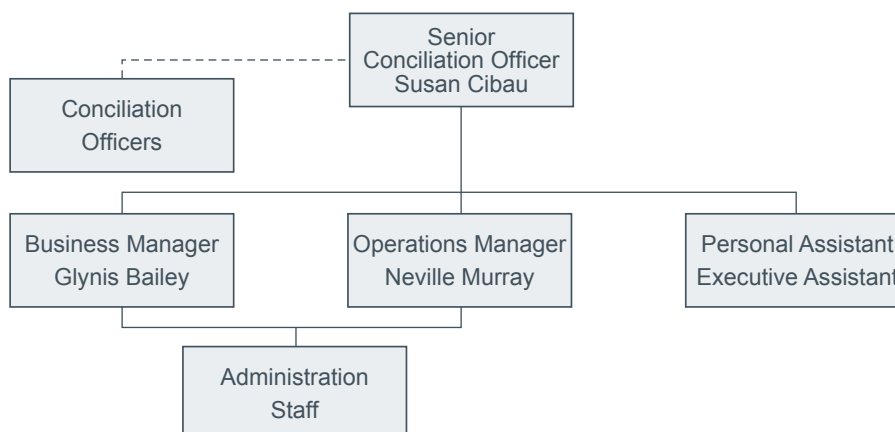 Senior
Conciliation Officer
Susan Cibau
Conciliation
Officers
Business Manager
Glynis Bailey
Operations Manager
Neville Murray
Personal Assistant
Executive Assistant
Administration
Staff